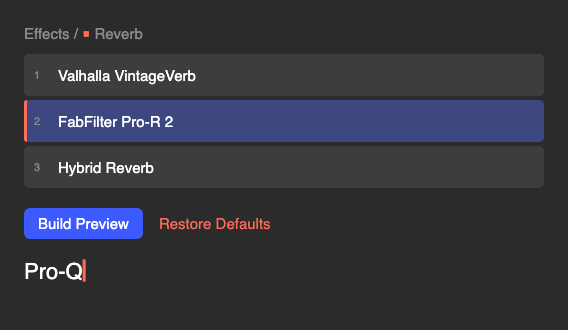 Effects / Reverb
1 Valhalla VintageVerb
2 FabFilter Pro-R 2
3 Hybrid Reverb
Build Preview Restore Defaults
Pro-Q